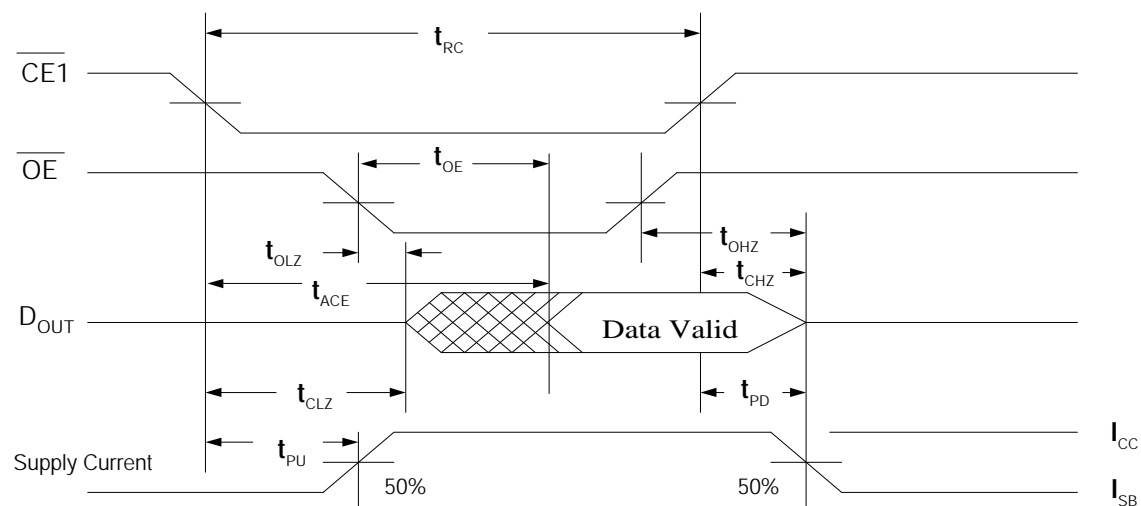 tRC
CE1
tOE
OE
tOHZ
tOLZ
tCHZ
tACE
DOUT
Data Valid
tCLZ
tPD
ICC
tPU
Supply Current
50%
50%
ISB